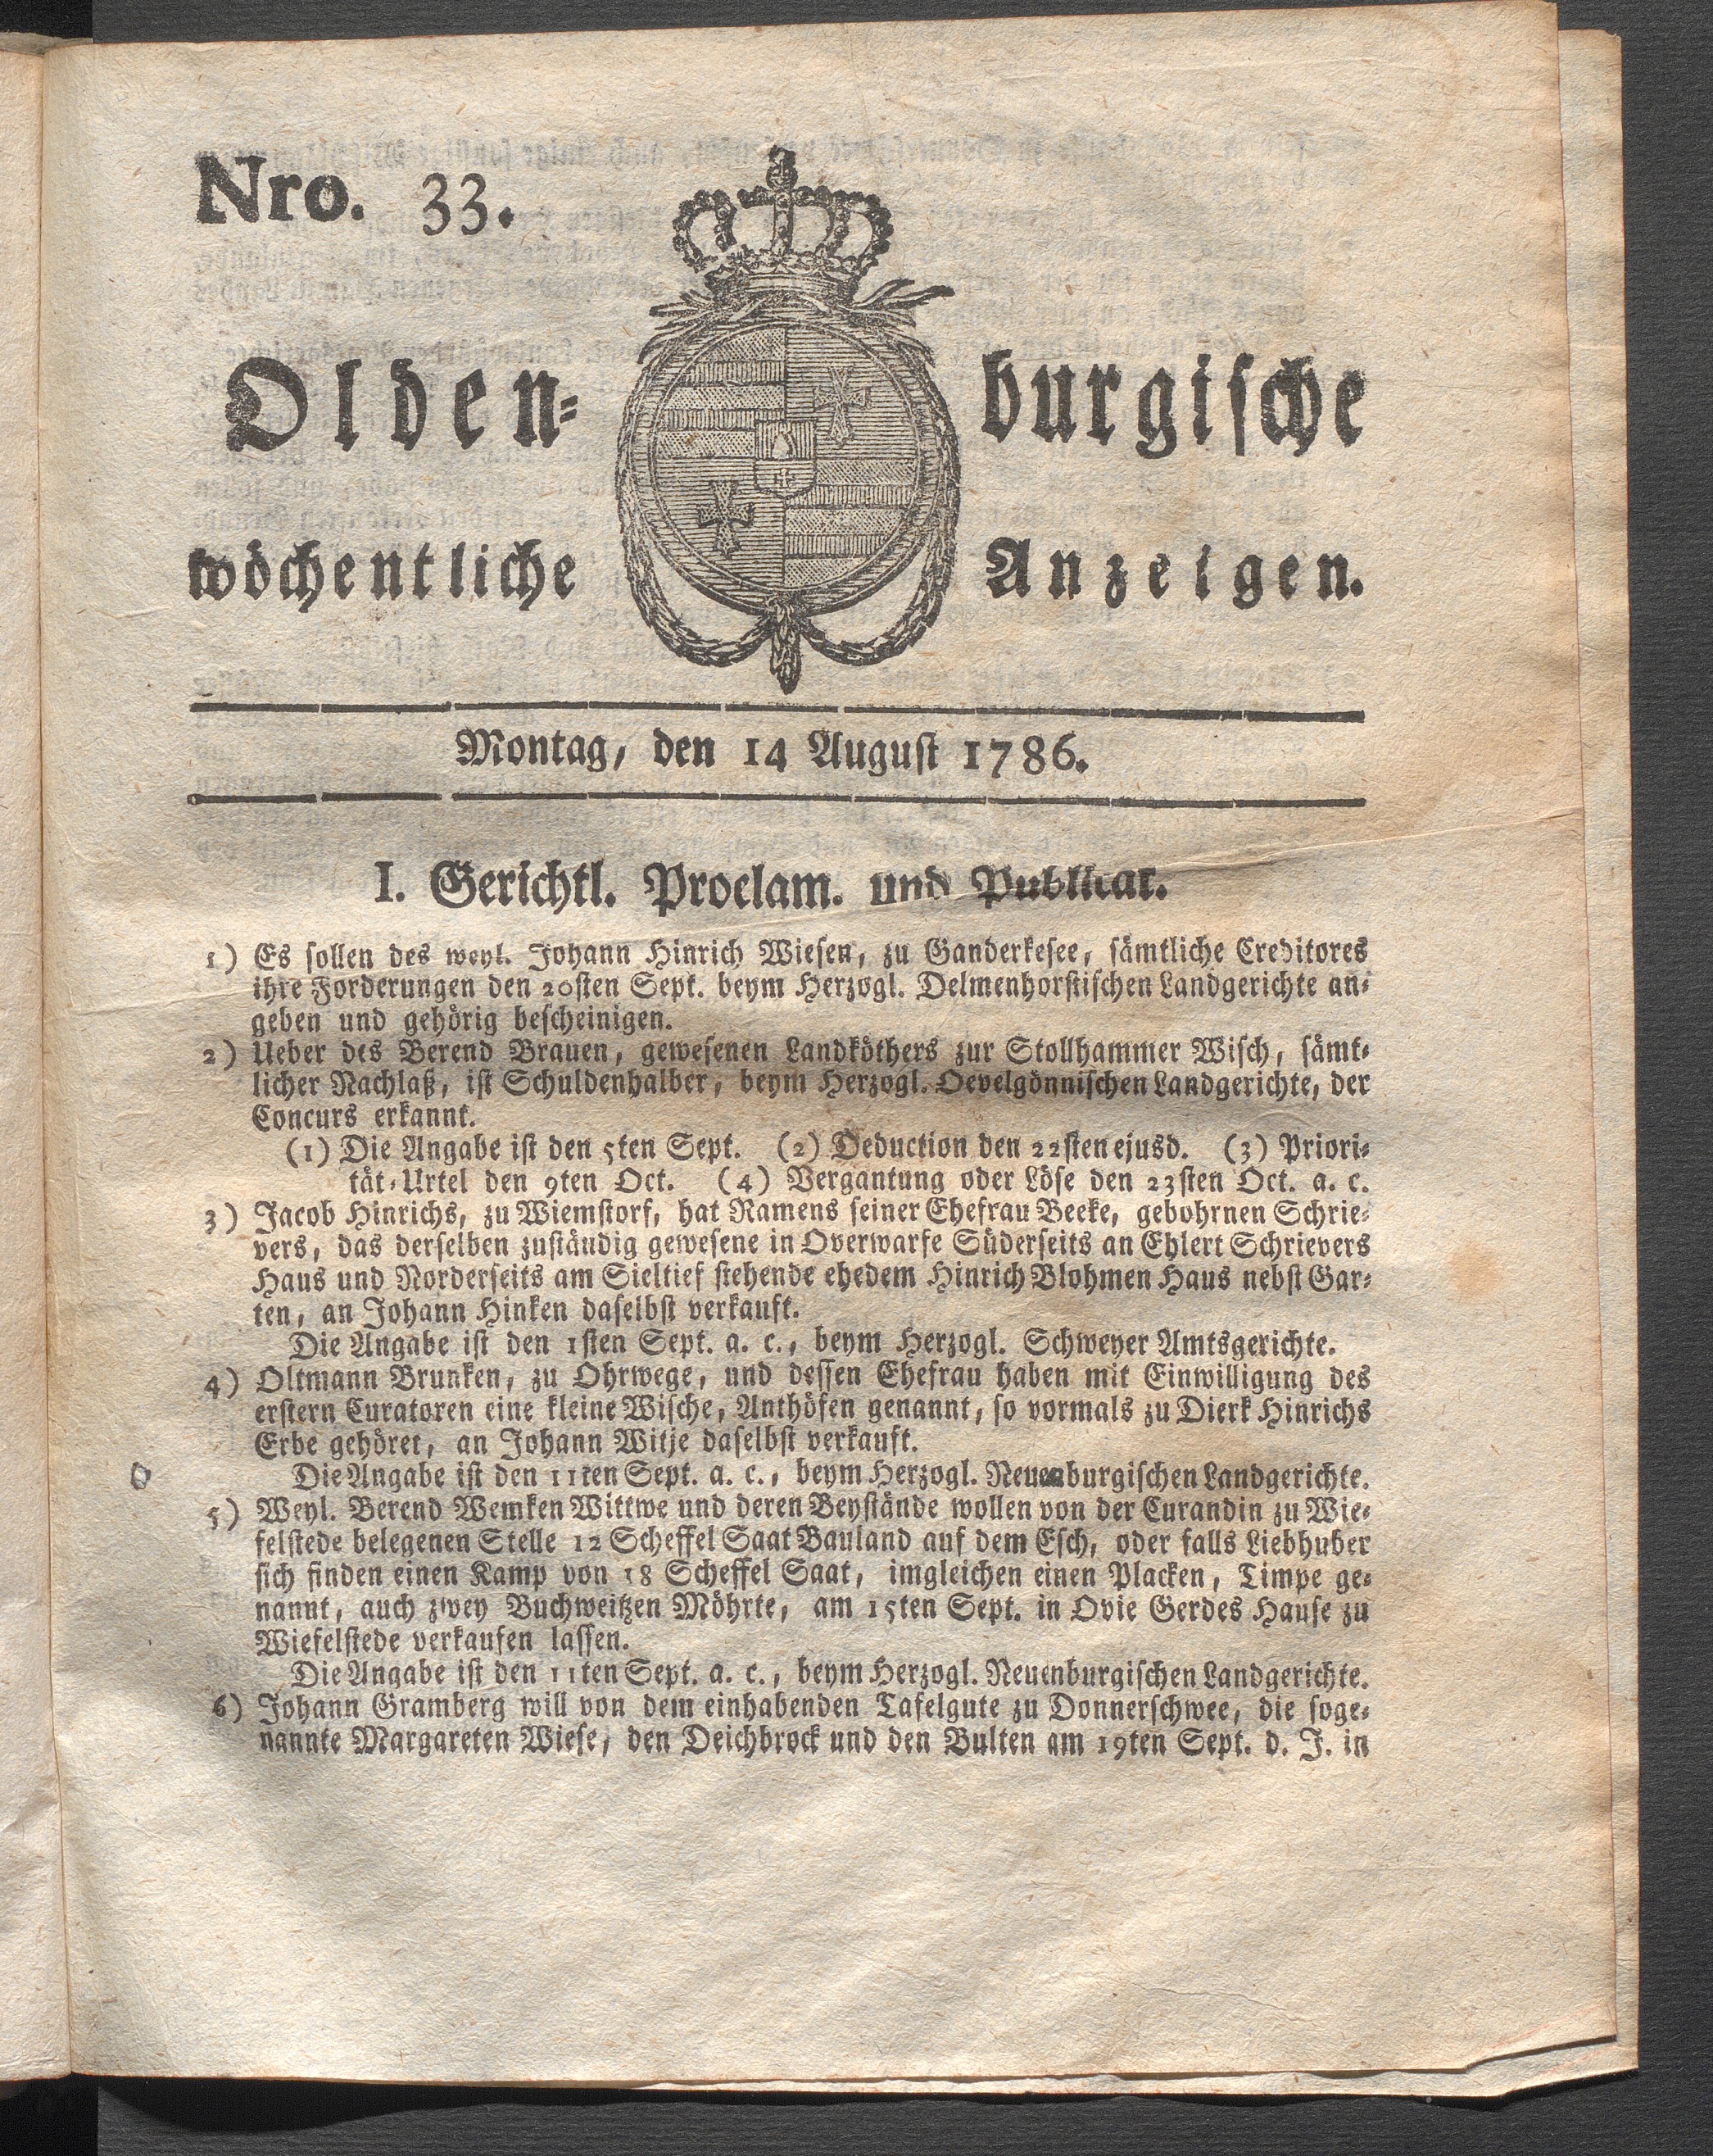 Nro. 33.
Olden-burgische
wöchentliche Anzeigen.
Montag, den 14 August 1786.
I. Gerichtl. Proclam. und Publicat.
1) Es sollen des weyl. Johann Hinrich Wiesen, zu Ganderkesee, sämtliche Creditores
ihre Forderungen den 20sten Sept. beym Herzogl. Delmenhorstischen Landgerichte an-
geben und gehörig bescheinigen.
2) Ueber des Berend Brauen, gewesenen Landköthers zur Stollhammer Wisch, sämt-
licher Nachlaß, ist Schuldenhalber, beym Herzogl. Oevelgönnischen Landgerichte, der
Concurs erkannt.
(1) Die Angabe ist den 5ten Sept. (2) Deduction den 22sten ejusd. (3) Priori-
tät-Urtel den 9ten Oct. (4) Vergantung oder Löse den 23sten Oct. a. c.
3) Jacob Hinrichs, zu Wiemstorf, hat Namens seiner Ehefrau Beeke, gebohrnen Schrie-
vers, das derselben zuständig gewesene in Overwarfe Süderseits an Ehlert Schrievers
Haus und Norderseits am Sieltief stehende ehedem Hinrich Blohmen Haus nebst Gar-
ten, an Johann Hinken daselbst verkauft.
Die Angabe ist den 1sten Sept. a. c., beym Herzogl. Schweyer Amtsgerichte.
4) Oltmann Brunken, zu Ohrwege, und dessen Ehefrau haben mit Einwilligung des
erstern Curatoren eine kleine Wische, Anthöfen genannt, so vormals zu Dierk Hinrichs
Erbe gehöret, an Johann Witje daselbst verkauft.
Die Angabe ist den 11ten Sept. a. c., beym Herzogl. Neuenburgischen Landgerichte.
5) Weyl. Berend Wemken Wittwe und deren Beystände wollen von der Curandin zu Wie-
felstede belegenen Stelle 12 Scheffel Saat Bauland auf dem Esch, oder falls Liebhuber
sich finden einen Kamp von 18 Scheffel Saat, imgleichen einen Placken, Timpe ge-
nannt, auch zwey Buchweitzen Möhrte, am 15ten Sept. in Ovie Gerdes Hause zu
Wiefelstede verkaufen lassen.
Die Angabe ist den 11ten Sept. a. c., beym Herzogl. Neuenburgischen Landgerichte.
6) Johann Gramberg will von dem einhabenden Tafelgute zu Donnerschwee, die soge-
nannte Margareten Wiese, den Deichbrock und den Bulten am 19ten Sept. d. J. in